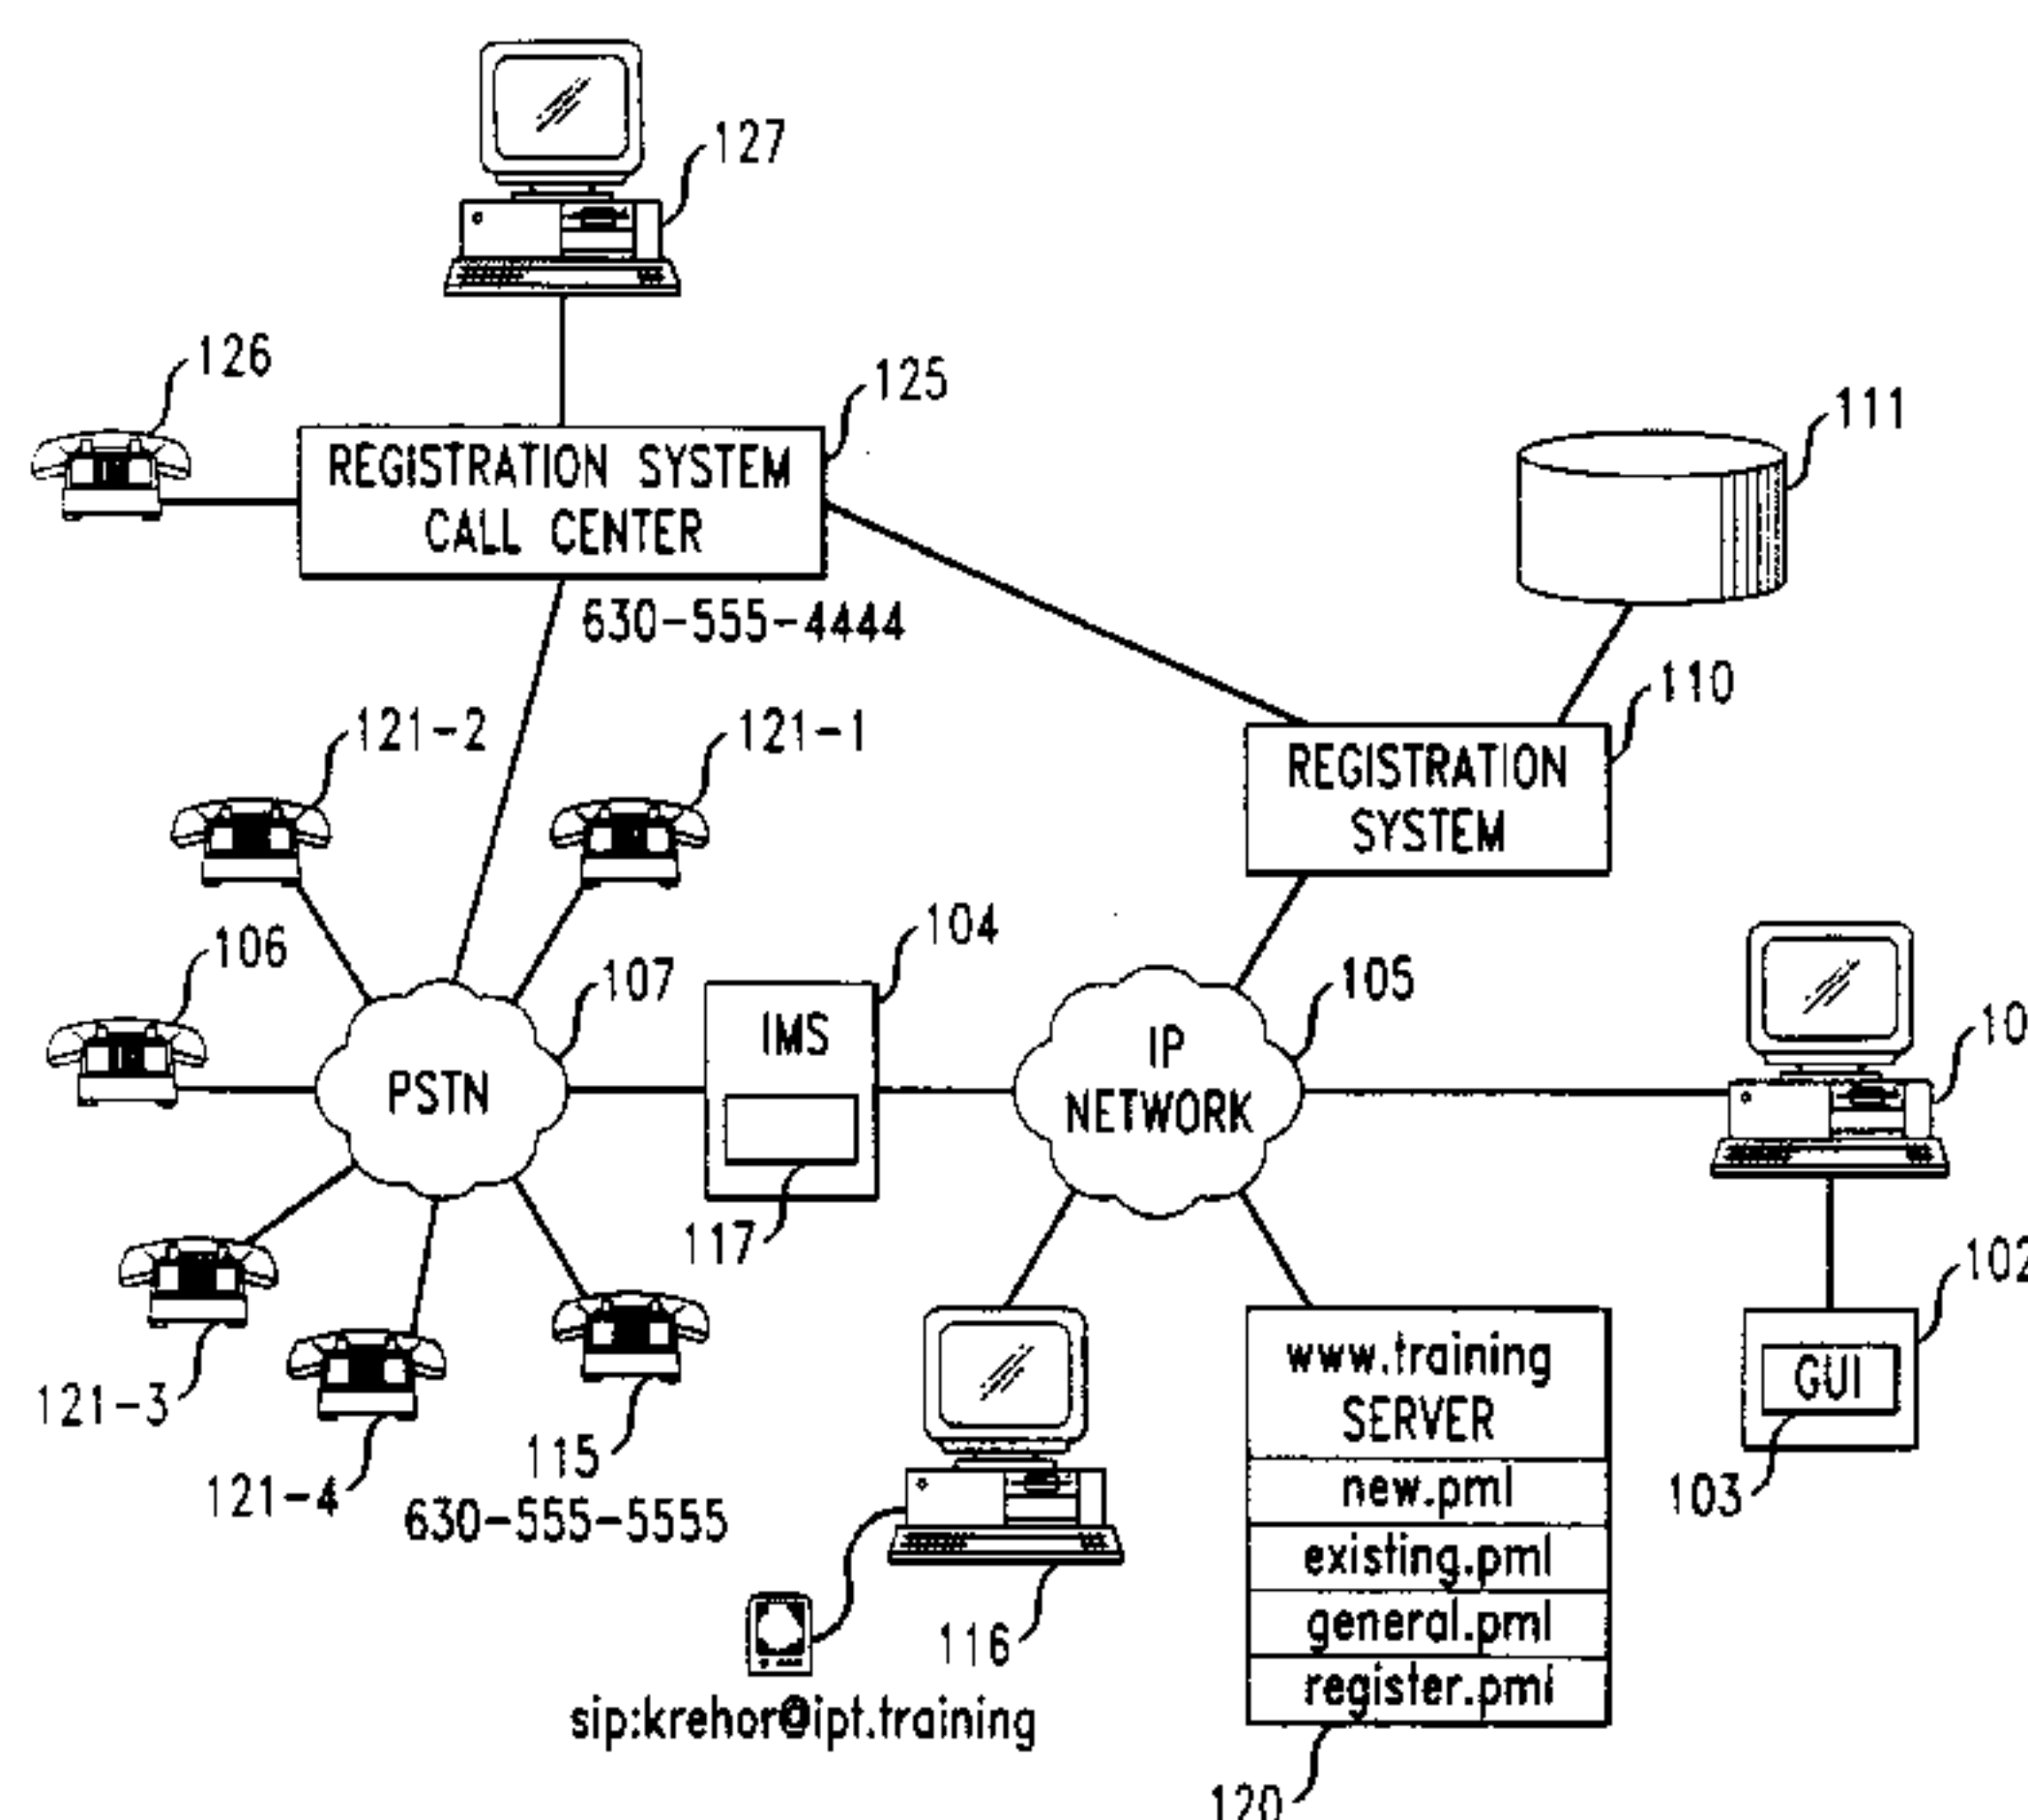 127
126
125
REGISTRATION SYSTEM
CALL CENTER
111
630-555-4444
110
121-2
121-1
REGISTRATION
SYSTEM
104
106
107
105
IMS
IP
NETWORK
10
PSTN
117
102
www.training
SERVER
GUI
121-3
115
new.pml
103
121-4
630-555-5555
existing.pml
general.pml
116
register.pml
sip:krehor@ipt.training
120